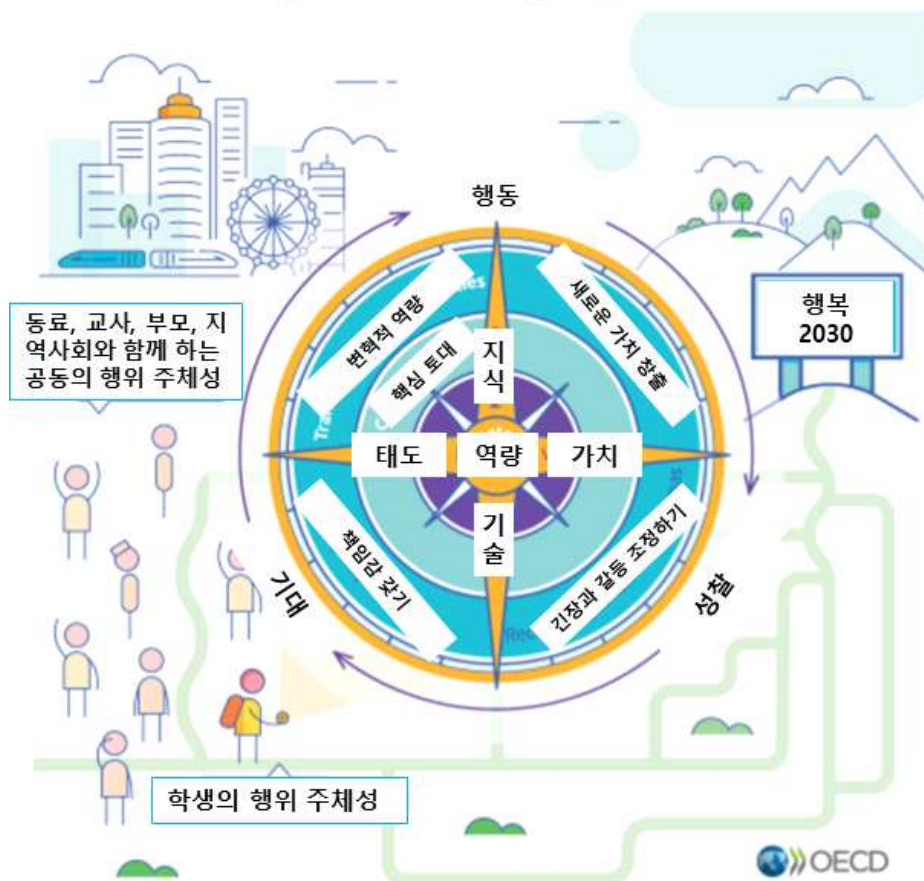 행동
동료, 교사, 부모, 지
역사회와 함께 하는
공동의 행위 주체성
행복
2030
변혁적 역량
새로운 가치 창출
핵심 토대
지
식
태도
역량
가치
기
술
책임감 갖기
긴장과 갈등 조정하기
기대
성찰
학생의 행위 주체성
OECD